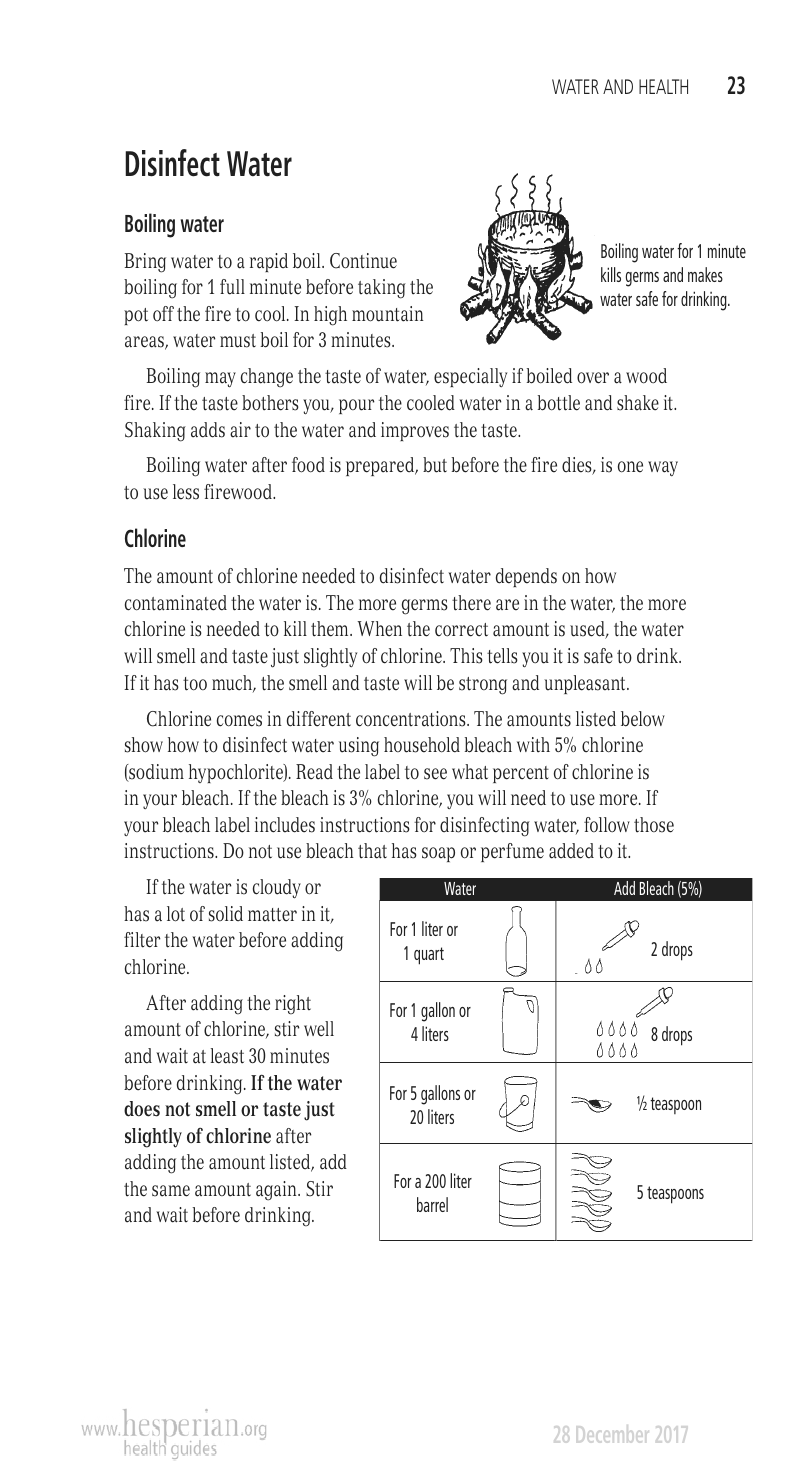 WATER AND HEALTH 23
Disinfect Water
Boiling water
Bring water to a rapid boil. Continue
boiling for 1 full minute before taking the
pot off the fire to cool. In high mountain
areas, water must boil for 3 minutes.
Boiling water for 1 minute
kills germs and makes
water safe for drinking.
Boiling may change the taste of water, especially if boiled over a wood
fire. If the taste bothers you, pour the cooled water in a bottle and shake it.
Shaking adds air to the water and improves the taste.
Boiling water after food is prepared, but before the fire dies, is one way
to use less firewood.
Chlorine
The amount of chlorine needed to disinfect water depends on how
contaminated the water is. The more germs there are in the water, the more
chlorine is needed to kill them. When the correct amount is used, the water
will smell and taste just slightly of chlorine. This tells you it is safe to drink.
If it has too much, the smell and taste will be strong and unpleasant.
Chlorine comes in different concentrations. The amounts listed below
show how to disinfect water using household bleach with 5% chlorine
(sodium hypochlorite). Read the label to see what percent of chlorine is
in your bleach. If the bleach is 3% chlorine, you will need to use more. If
your bleach label includes instructions for disinfecting water, follow those
instructions. Do not use bleach that has soap or perfume added to it.
If the water is cloudy or
has a lot of solid matter in it,
filter the water before adding
chlorine.
After adding the right
amount of chlorine, stir well
and wait at least 30 minutes
before drinking. If the water
does not smell or taste just
slightly of chlorine after
adding the amount listed, add
the same amount again. Stir
and wait before drinking.
Water Add Bleach (5%)
For 1 liter or
1 quart
2 drops
For 1 gallon or
4 liters
8 drops
For 5 gallons or
20 liters
½ teaspoon
For a 200 liter
barrel
5 teaspoons
www.hesperian.org
health guides
28 December 2017